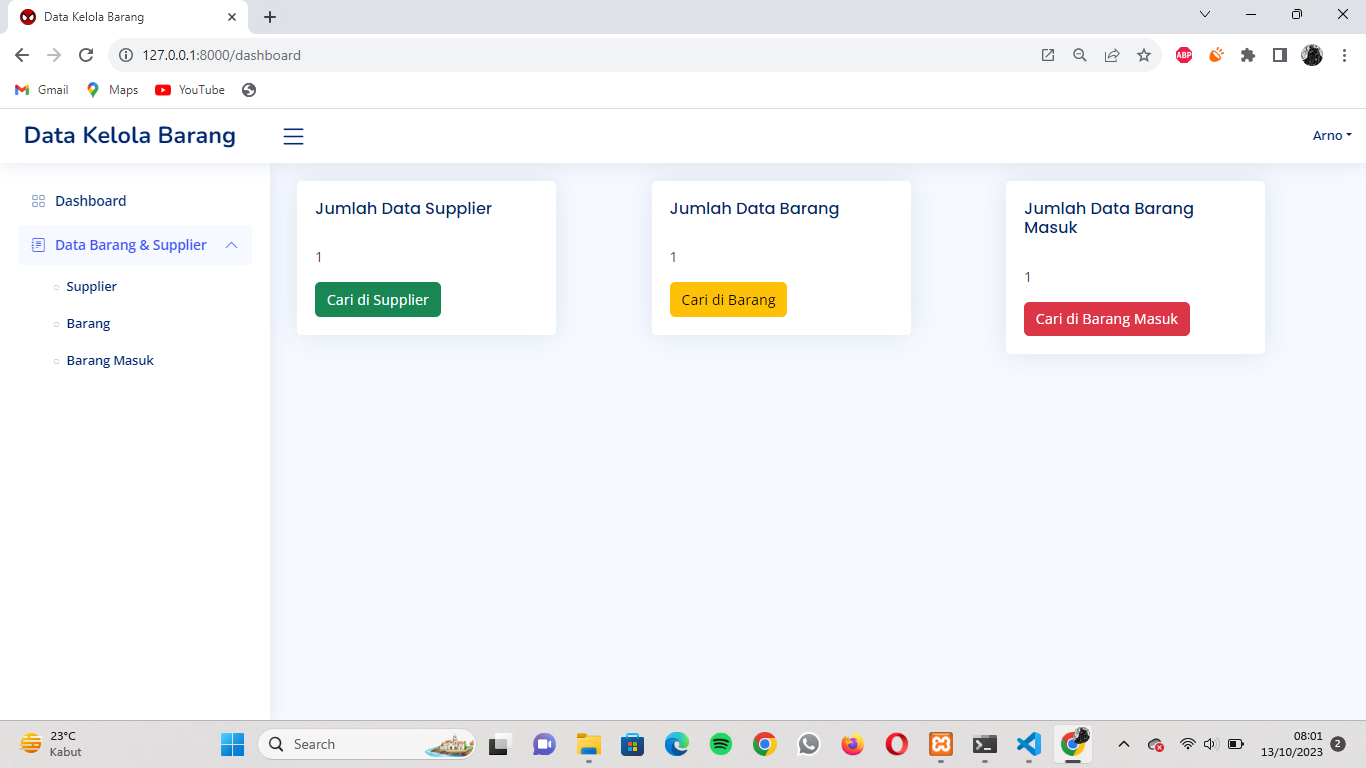 Data Kelola Barang
127.0.0.1:8000/dashboard
ABP
Gmail
Maps
YouTube
Data Kelola Barang
Arno
Dashboard
Data Barang & Supplier
Supplier
Barang
Barang Masuk
Jumlah Data Supplier
1
Cari di Supplier
Jumlah Data Barang
1
Cari di Barang
Jumlah Data Barang
Masuk
1
Cari di Barang Masuk
23°C
Kabut
Search
08:01
13/10/2023
2